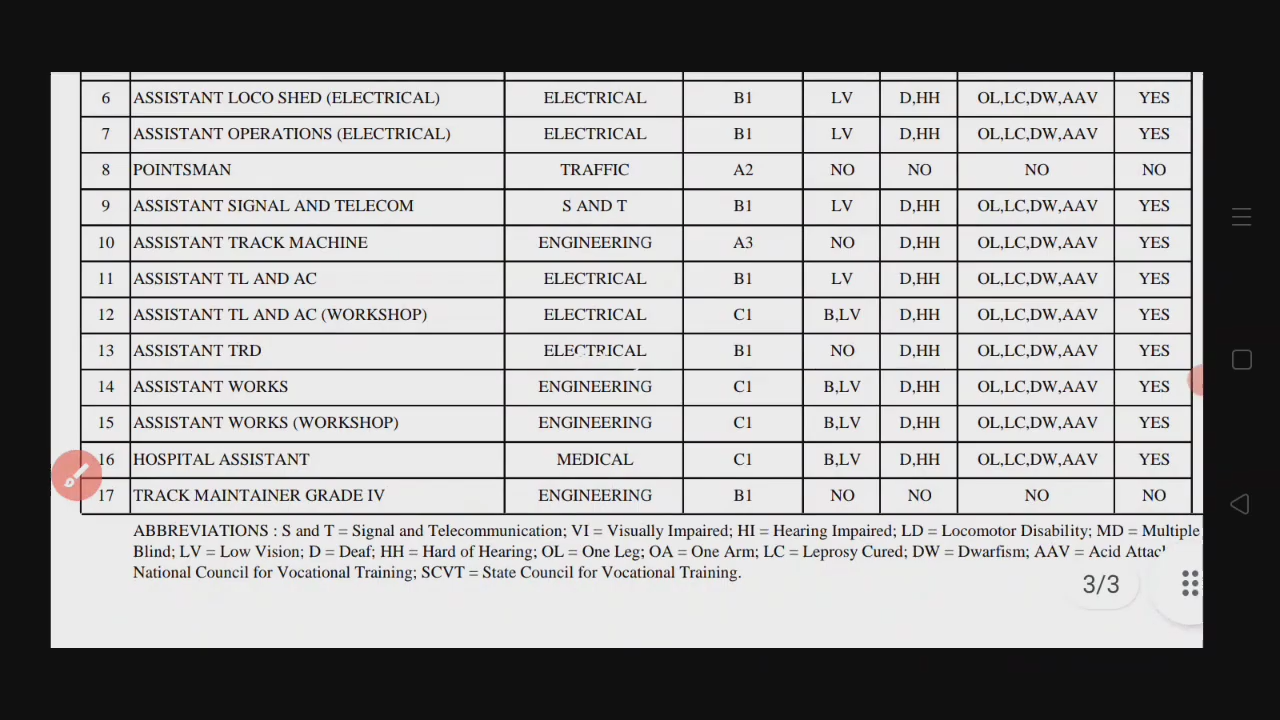 6 ASSISTANT LOCO SHED (ELECTRICAL) ELECTRICAL B1 LV D,HH OL,LC,DW,AAV YES
7 ASSISTANT OPERATIONS (ELECTRICAL) ELECTRICAL B1 LV D,HH OL,LC,DW,AAV YES
8 POINTSMAN TRAFFIC A2 NO NO NO NO
9 ASSISTANT SIGNAL AND TELECOM S AND T B1 LV D,HH OL,LC,DW,AAV YES
10 ASSISTANT TRACK MACHINE ENGINEERING A3 NO D,HH OL,LC,DW,AAV YES
11 ASSISTANT TL AND AC ELECTRICAL B1 LV D,HH OL,LC,DW,AAV YES
12 ASSISTANT TL AND AC (WORKSHOP) ELECTRICAL C1 B,LV D,HH OL,LC,DW,AAV YES
13 ASSISTANT TRD ELECTRICAL B1 NO D,HH OL,LC,DW,AAV YES
14 ASSISTANT WORKS ENGINEERING C1 B,LV D,HH OL,LC,DW,AAV YES
15 ASSISTANT WORKS (WORKSHOP) ENGINEERING C1 B,LV D,HH OL,LC,DW,AAV YES
16 HOSPITAL ASSISTANT MEDICAL C1 B,LV D,HH OL,LC,DW,AAV YES
17 TRACK MAINTAINER GRADE IV ENGINEERING B1 NO NO NO NO
ABBREVIATIONS : S and T = Signal and Telecommunication; VI = Visually Impaired; HI = Hearing Impaired; LD = Locomotor Disability; MD = Multiple
Blind; LV = Low Vision; D = Deaf; HH = Hard of Hearing; OL = One Leg; OA = One Arm; LC = Leprosy Cured; DW = Dwarfism; AAV = Acid
National Council for Vocational Training; SCVT = State Council for Vocational Training.
3/3